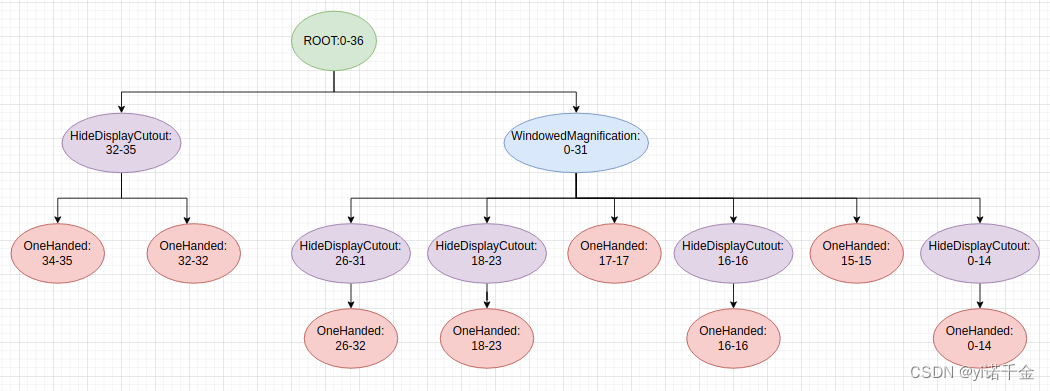 ROOT:0-36
HideDisplayCutout:
32-35
WindowedMagnification:
0-31
OneHanded:
34-35
OneHanded:
32-32
HideDisplayCutout:
26-31
HideDisplayCutout:
18-23
OneHanded:
17-17
HideDisplayCutout:
16-16
OneHanded:
15-15
HideDisplayCutout:
0-14
OneHanded:
26-32
OneHanded:
18-23
OneHanded:
16-16
OneHanded:
0-14
CSDN @yi诺千金